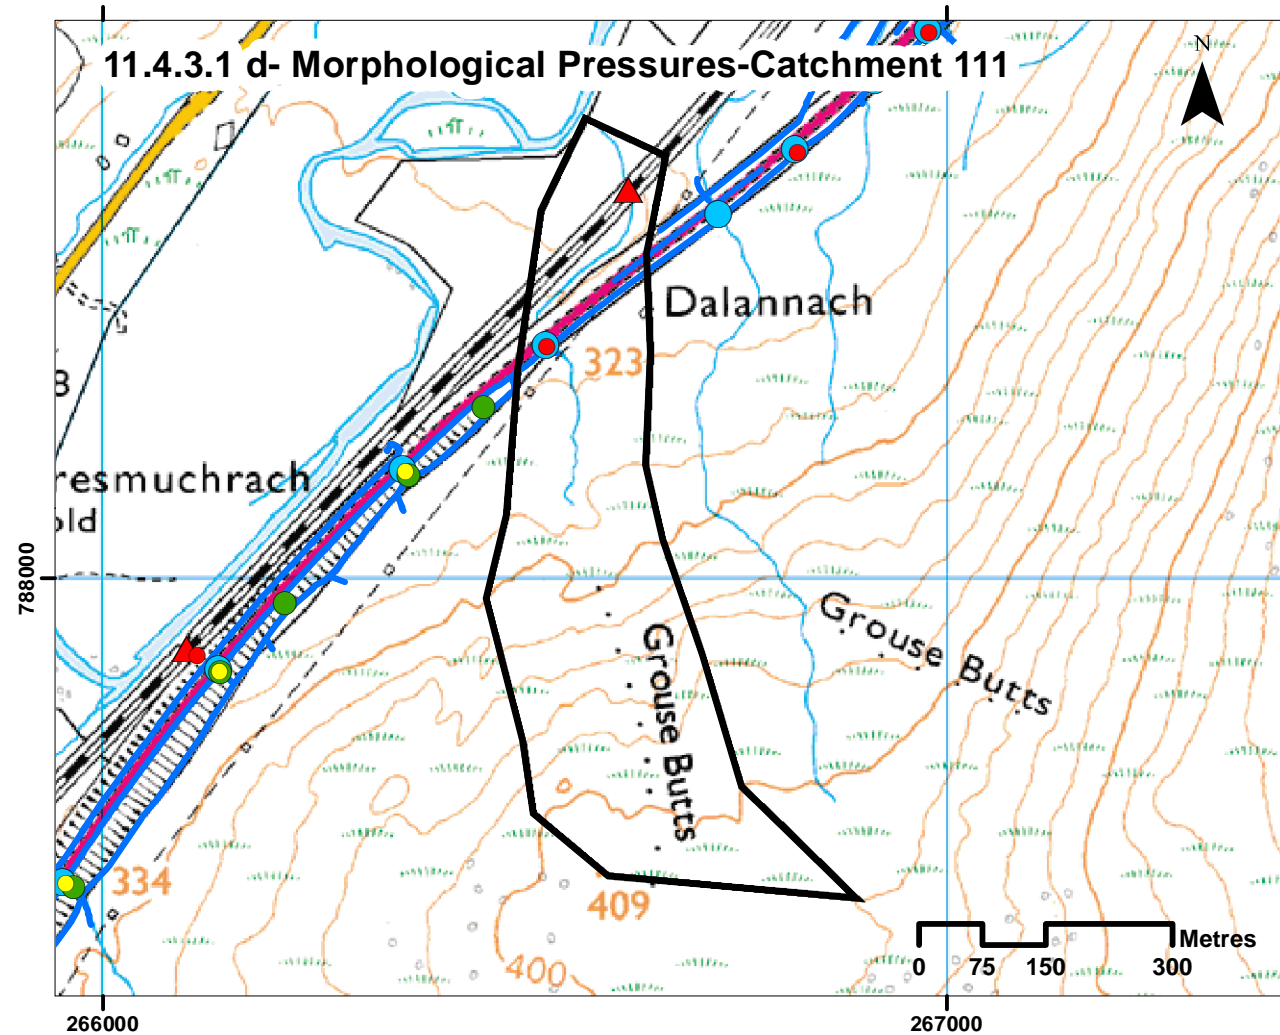 11.4.3.1 d- Morphological Pressures-Catchment 111
N
Dalannach
323
8
resmuchrach
old
788000
Grouse Butts
Grouse Butts
334
409
400
Metres
0 75 150 300
266000 267000